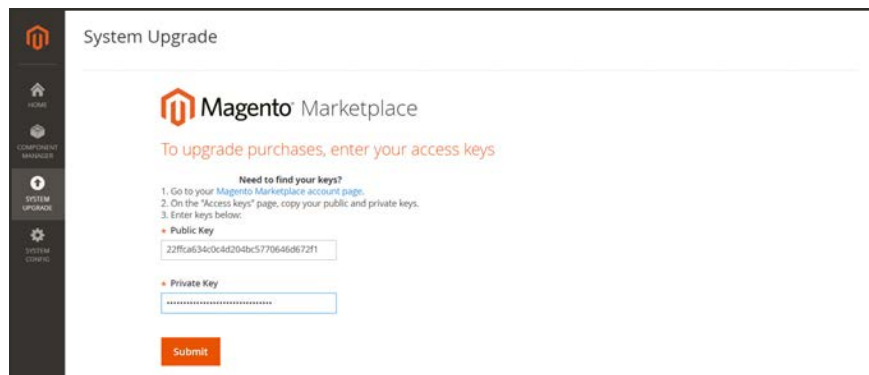 System Upgrade
HOME
COMPONENT
MANAGER
SYSTEM
UPGRADE
SYSTEM
CONFIG
Magento Marketplace
To upgrade purchases, enter your access keys
Need to find your keys?
1. Go to your Magento Marketplace account page.
2. On the "Access keys" page, copy your public and private keys.
3. Enter keys below:
* Public Key
22ffca634c0c4d204bc5770646d672f1
* Private Key
Submit